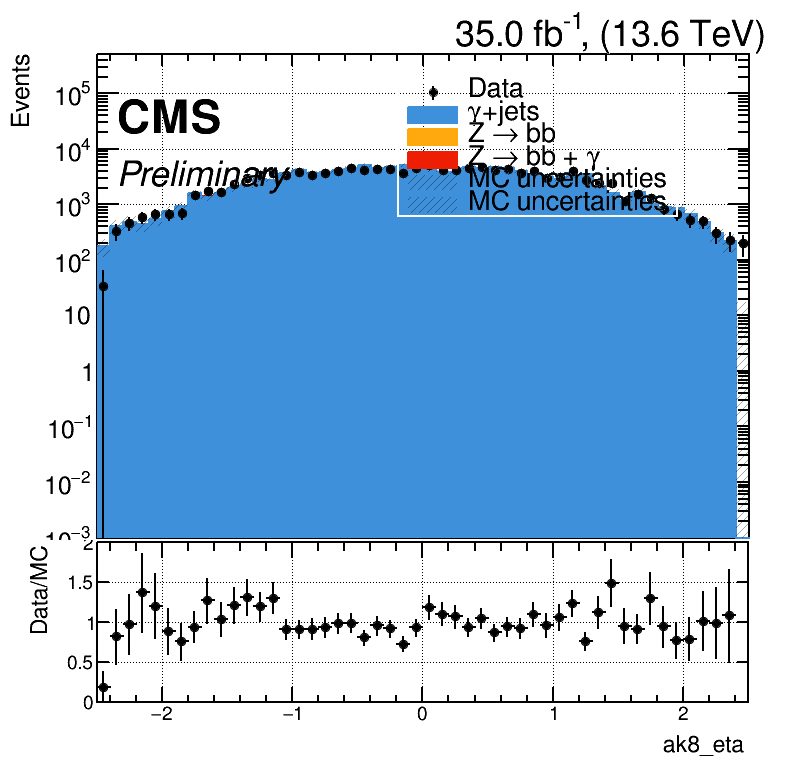 35.0 fb-1, (13.6 TeV)
Events
CMS
Preliminary
Data
γ+jets
Z → bb
Z → bb + γ
MC uncertainties
MC uncertainties
10^5
10^4
10^3
10^2
10
1
10^−1
10^−2
10^−3
Data/MC
2
1.5
1
0.5
0
−2
−1
0
1
2
ak8_eta